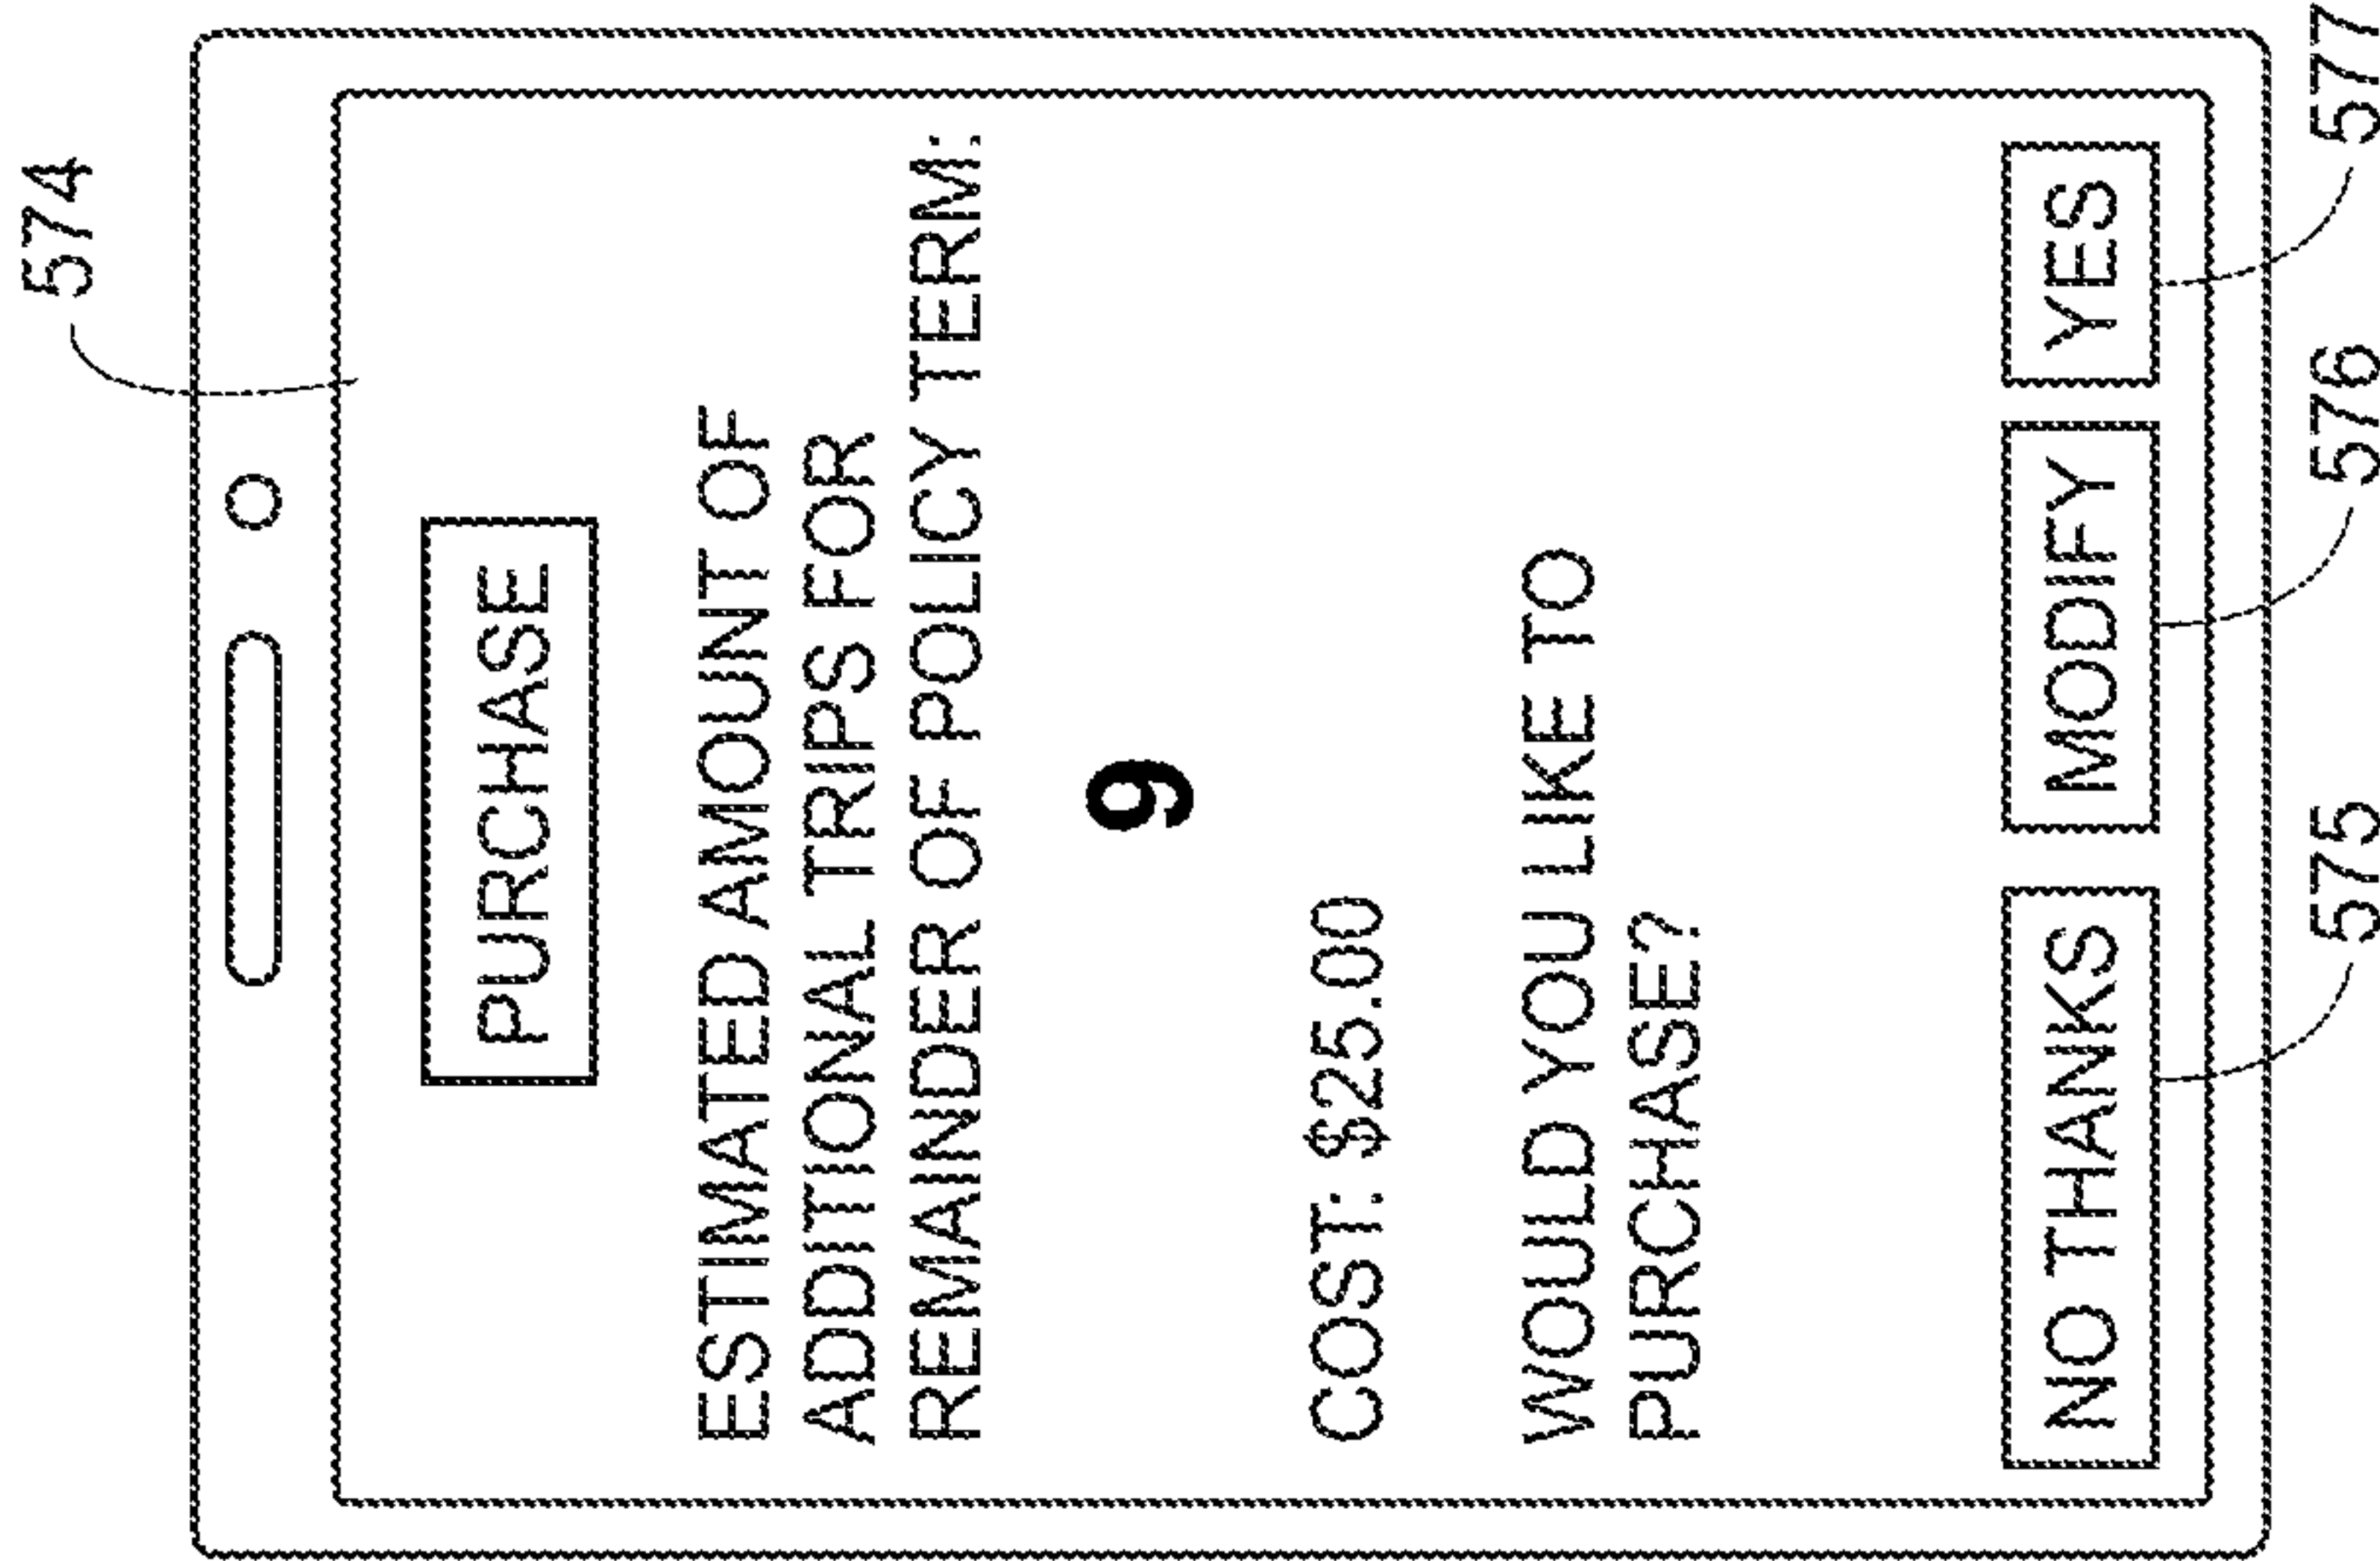 574
PURCHASE
ESTIMATED AMOUNT OF
ADDITIONAL TRIPS FOR
REMAINDER OF POLICY TERM:
9
COST: $25.00
WOULD YOU LIKE TO
PURCHASE?
NO THANKS MODIFY YES
575 576 577